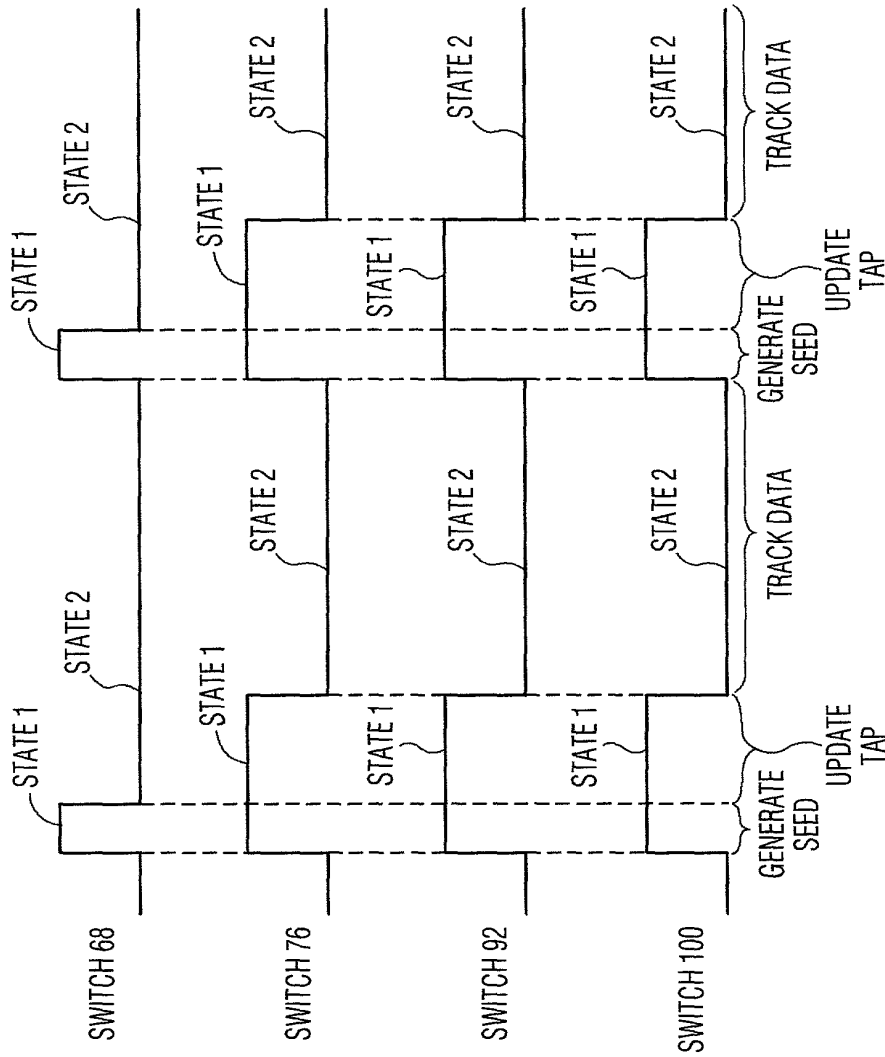 STATE 1
STATE 2
STATE 1
STATE 2
SWITCH 68
STATE 1
STATE 2
STATE 1
STATE 2
SWITCH 76
STATE 1
STATE 2
STATE 1
STATE 2
SWITCH 92
STATE 1
STATE 2
STATE 1
STATE 2
SWITCH 100
GENERATE
SEED
UPDATE
TAP
TRACK DATA
GENERATE
SEED
UPDATE
TAP
TRACK DATA